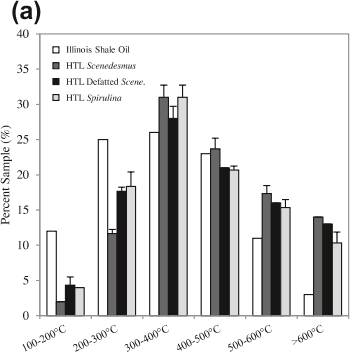 (a)
40
35
30
25
20
15
10
5
0
Percent Sample (%)
Illinois Shale Oil
HTL Scenedesmus
HTL Defatted Scene.
HTL Spirulina
100-200°C
200-300°C
300-400°C
400-500°C
500-600°C
>600°C